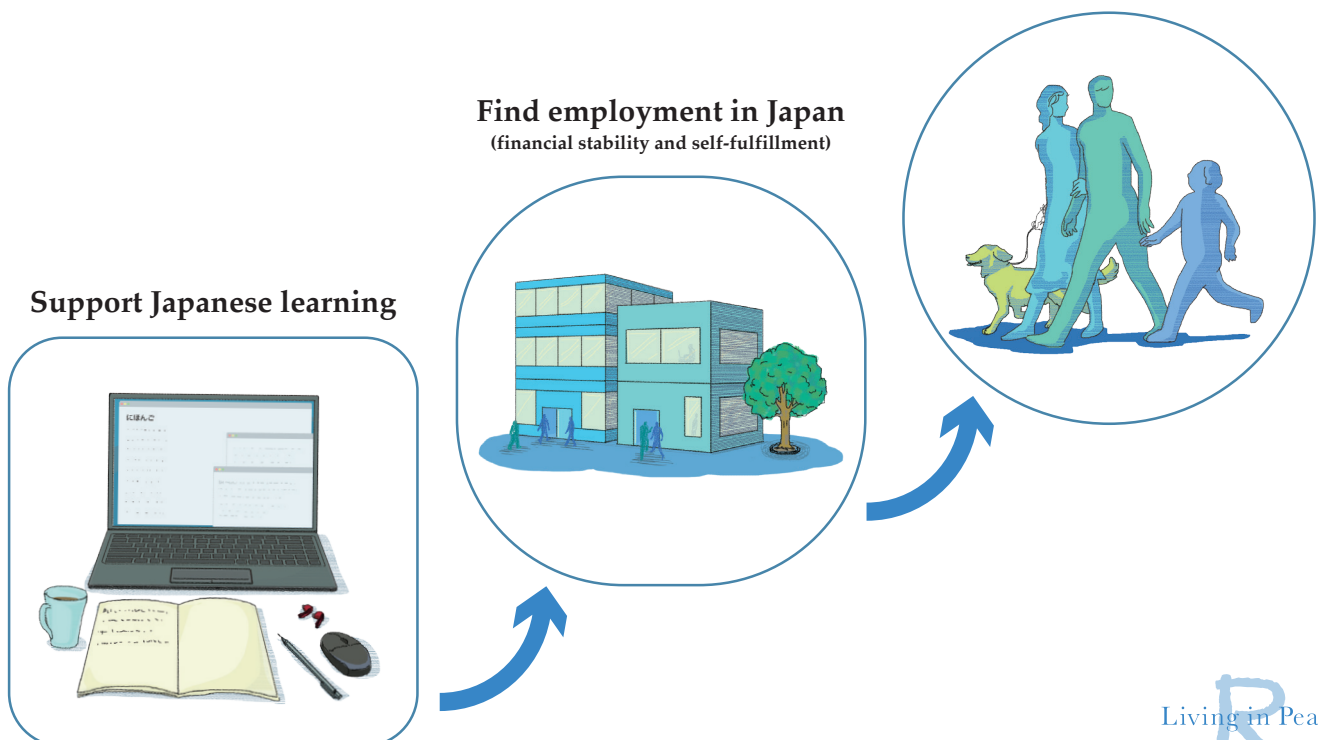 Find employment in Japan
(financial stability and self-fulfillment)
Support Japanese learning
にほんご
Living in Pea
R